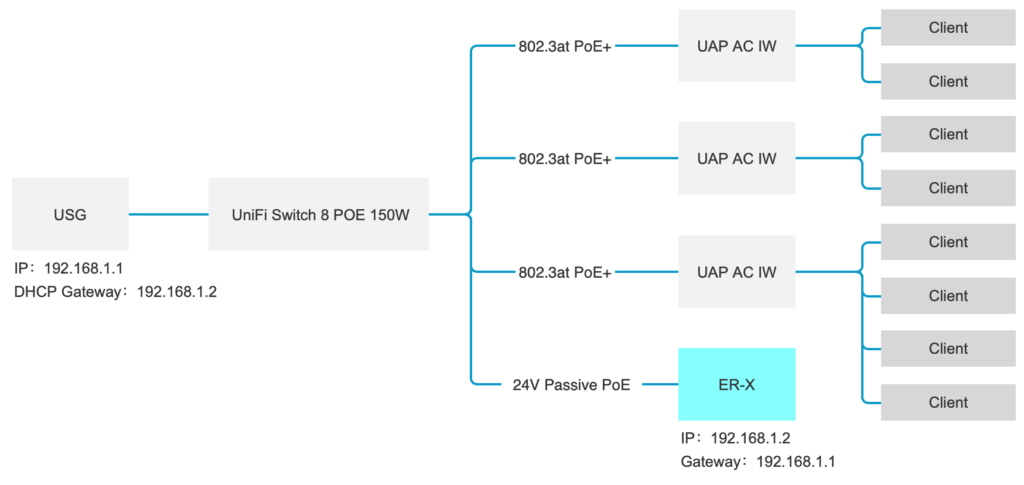 802.3at PoE+
UAP AC IW
Client
Client
802.3at PoE+
UAP AC IW
Client
Client
USG
UniFi Switch 8 POE 150W
IP：192.168.1.1
DHCP Gateway：192.168.1.2
802.3at PoE+
UAP AC IW
Client
Client
Client
Client
24V Passive PoE
ER-X
IP：192.168.1.2
Gateway：192.168.1.1